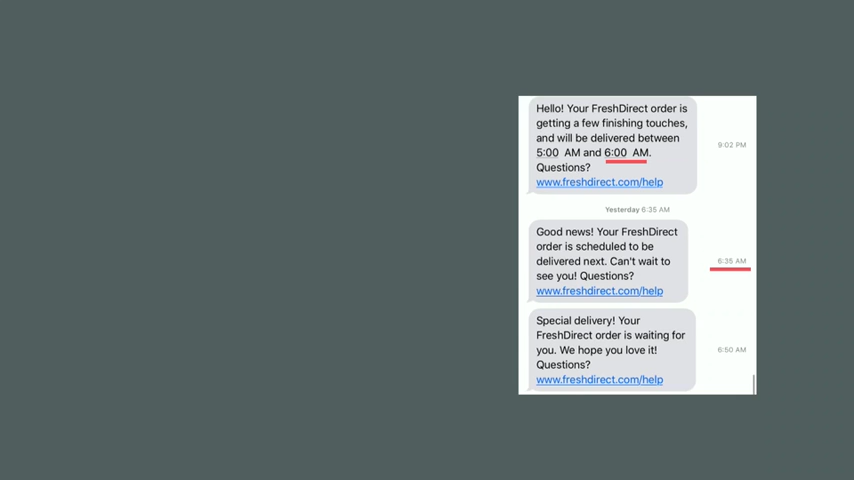 Hello! Your FreshDirect order is
getting a few finishing touches,
and will be delivered between
5:00 AM and 6:00 AM.
Questions?
www.freshdirect.com/help
9:02 PM
Yesterday 6:35 AM
Good news! Your FreshDirect
order is scheduled to be
delivered next. Can't wait to
see you! Questions?
www.freshdirect.com/help
6:35 AM
Special delivery! Your
FreshDirect order is waiting for
you. We hope you love it!
Questions?
www.freshdirect.com/help
6:50 AM